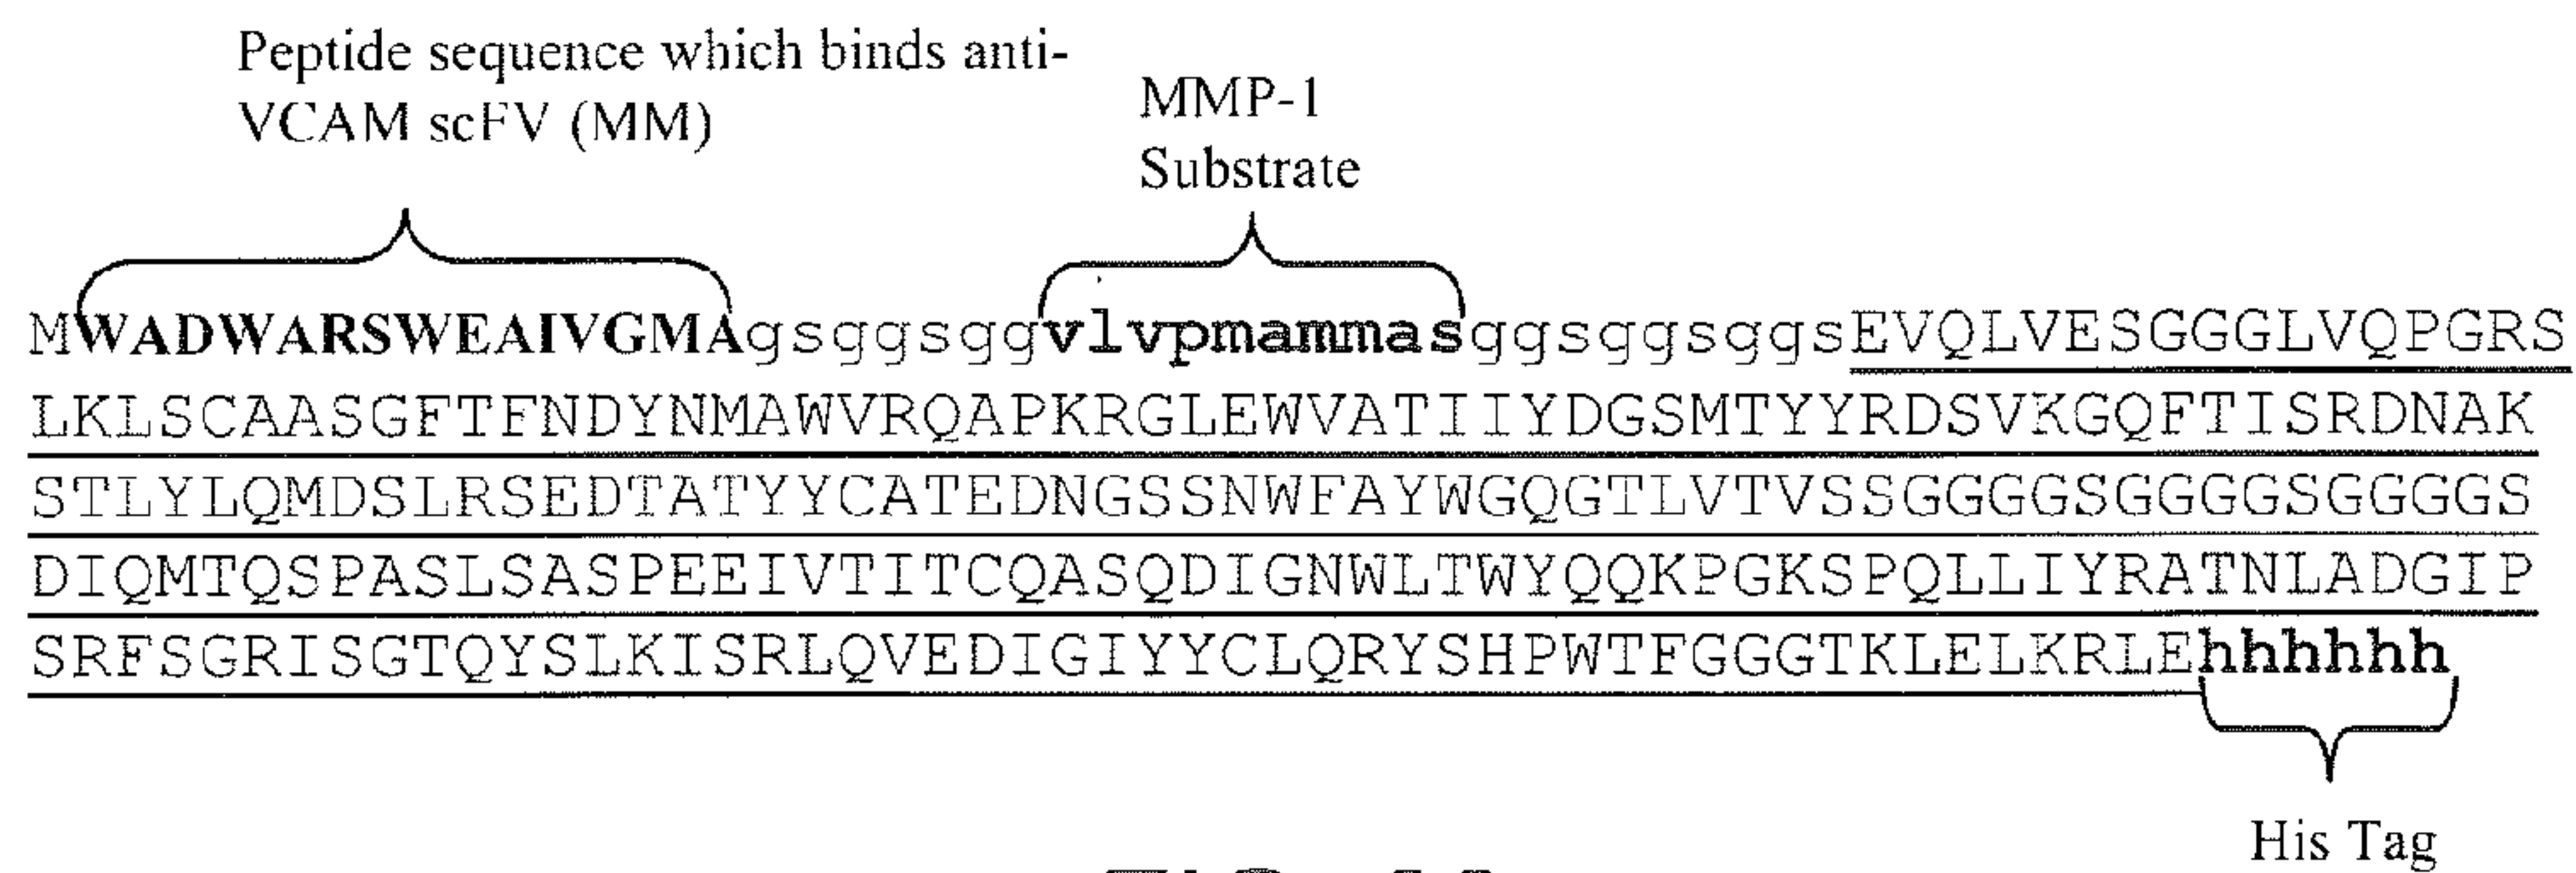 Peptide sequence which binds anti-
VCAM scFV (MM)
MMP-1
Substrate
MWADWARSWEAIVGMAgsggsggvlvpmammasggsggsggsEVQLVESGGGLVQPGRS
LKLSCAASGFTFNDYNMAWVRQAPKRGLEWVATIIYDGSMTYYRDSVKGQFTISRDNAK
STLYLQMDSLRSEDTATYYCATEDNGSSNWFAYWGQGTLVTVSSGGGGSGGGGSGGGGS
DIQMTQSPASLSASPEEIVTITCQASQDIGNWLTWYQQKPGKSPQLLIYRATNLADGIP
SRFSGRISGTQYSLKISRLQVEDIGIYYCLQRYSHPWTFGGGTKLELKRLEhhhhhh
His Tag